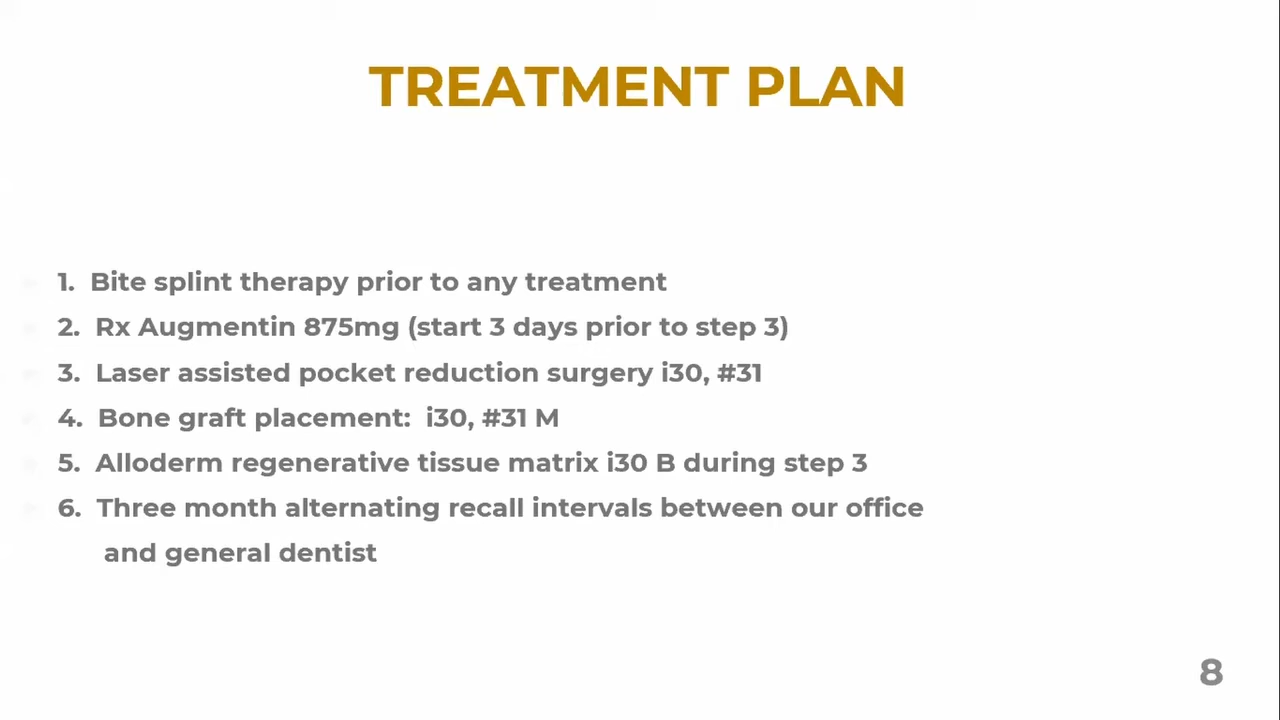 TREATMENT PLAN
1. Bite splint therapy prior to any treatment
2. Rx Augmentin 875mg (start 3 days prior to step 3)
3. Laser assisted pocket reduction surgery i30, #31
4. Bone graft placement: i30, #31 M
5. Alloderm regenerative tissue matrix i30 B during step 3
6. Three month alternating recall intervals between our office
and general dentist
8